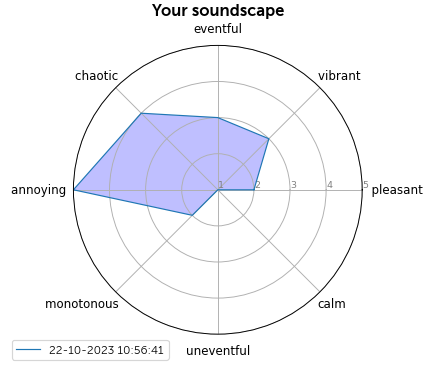 Your soundscape
eventful
chaotic
vibrant
annoying
1 2 3 4 5
pleasant
monotonous
calm
uneventful
22-10-2023 10:56:41